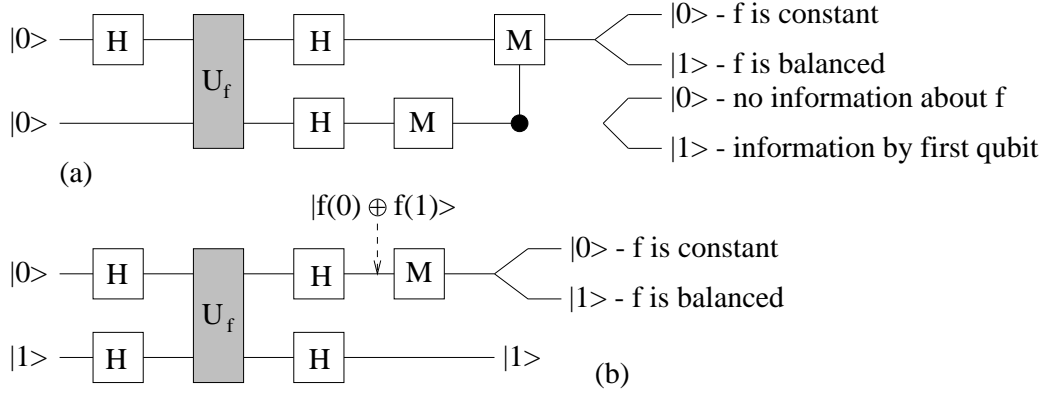 |0> H H M |0> - f is constant
U_f |1> - f is balanced
|0> H M |0> - no information about f
|1> - information by first qubit
(a)
|f(0) ⊕ f(1)>
|0> H H M |0> - f is constant
U_f |1> - f is balanced
|1> H H |1>
(b)